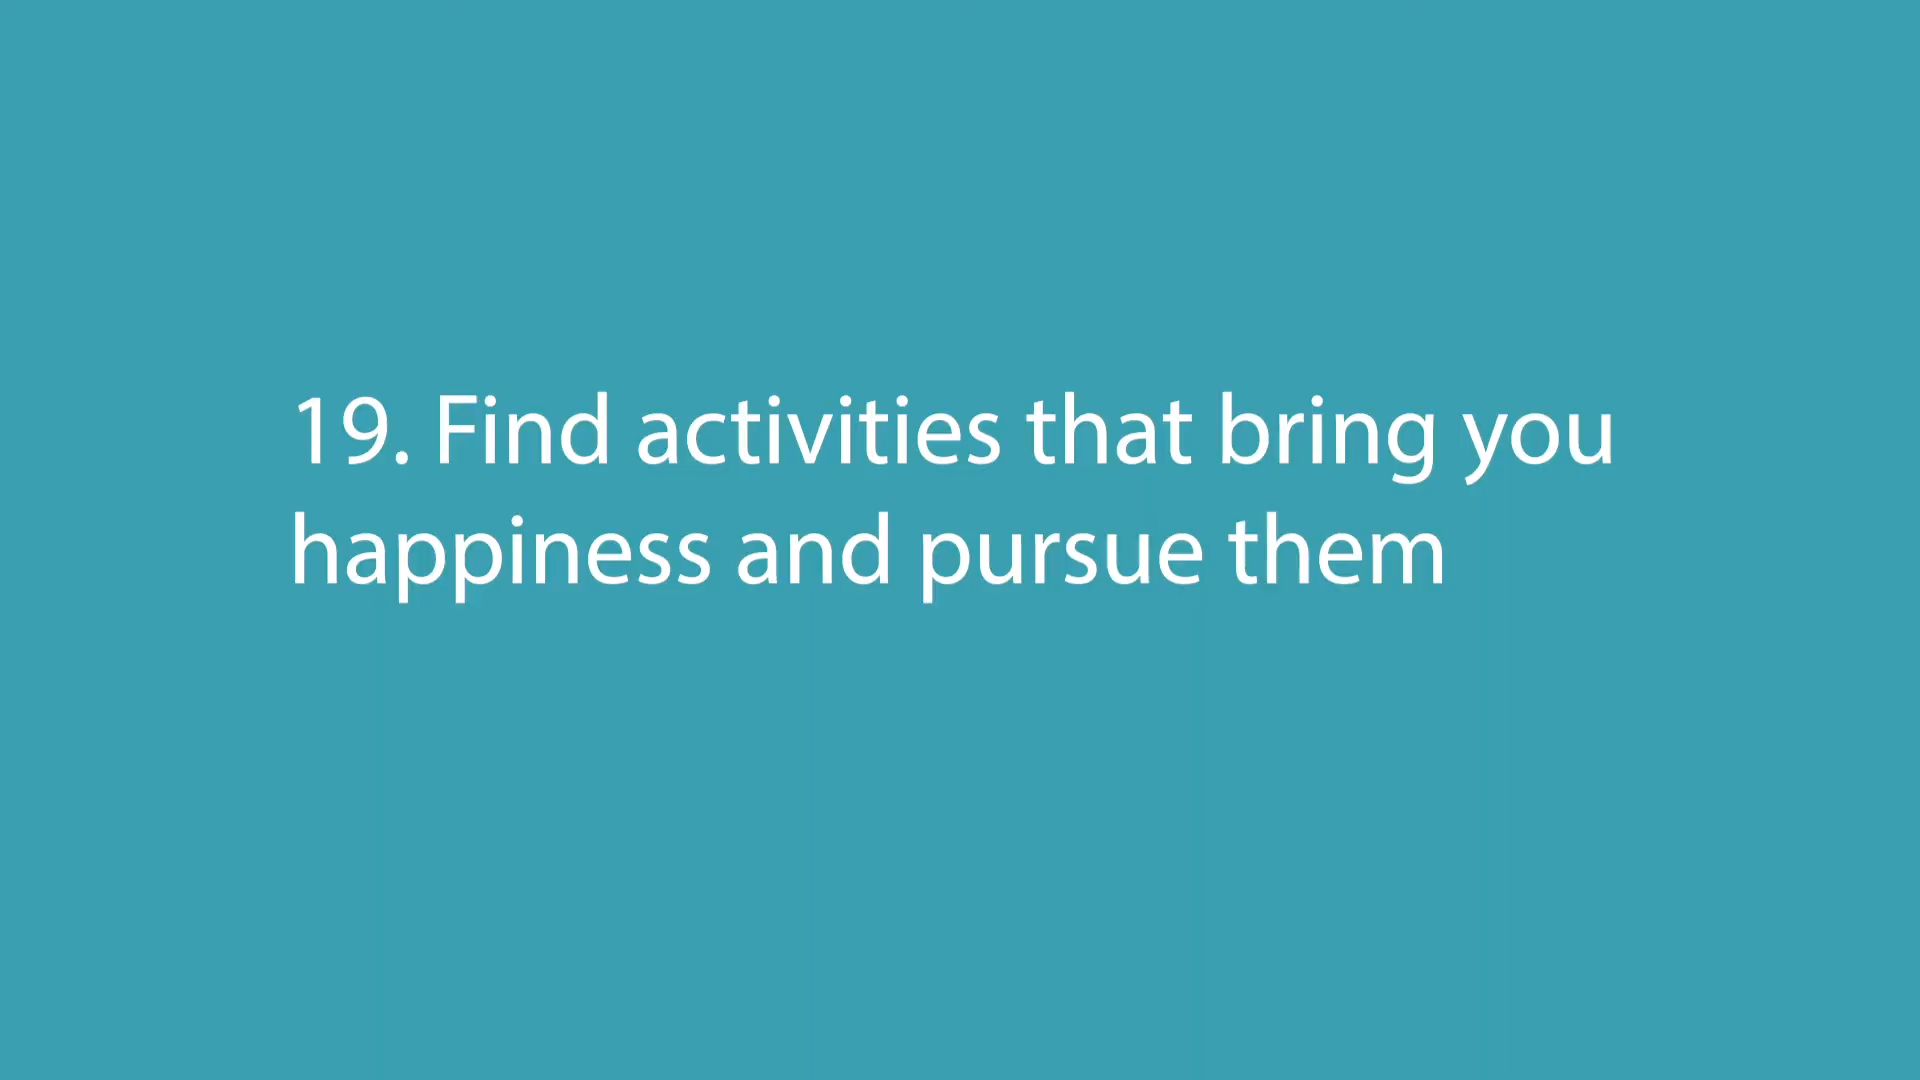 19. Find activities that bring you
happiness and pursue them